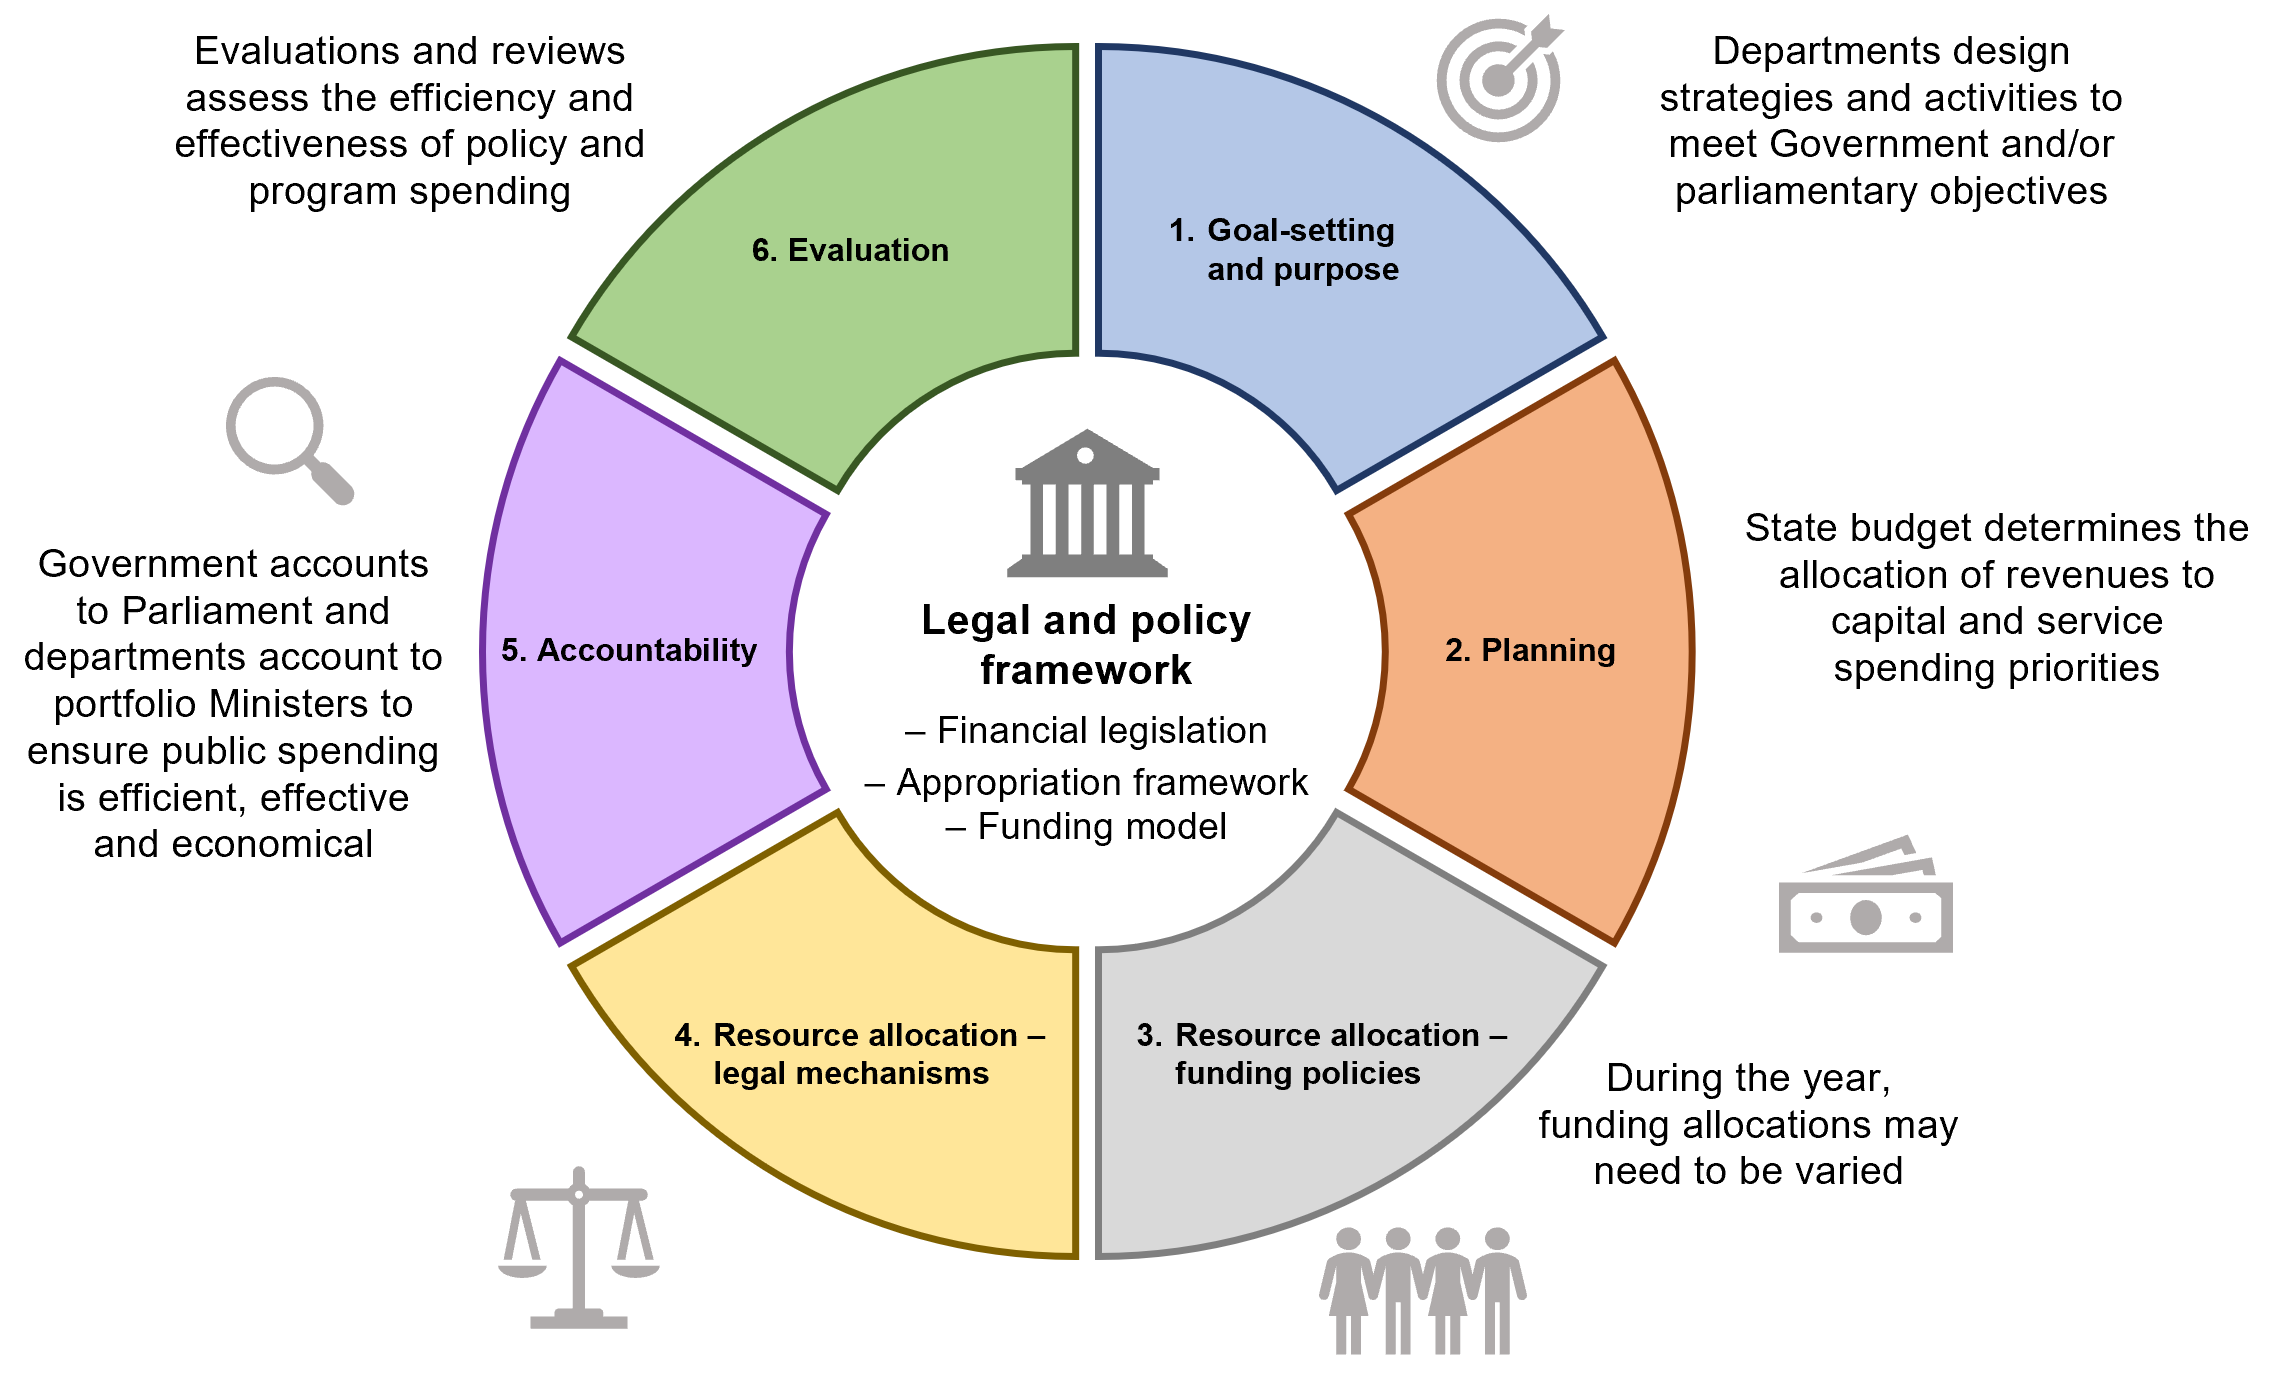 Evaluations and reviews
assess the efficiency and
effectiveness of policy and
program spending
Departments design
strategies and activities to
meet Government and/or
parliamentary objectives
6. Evaluation
1. Goal-setting
and purpose
Government accounts
to Parliament and
departments account to
portfolio Ministers to
ensure public spending
is efficient, effective
and economical
5. Accountability
Legal and policy
framework
– Financial legislation
– Appropriation framework
– Funding model
2. Planning
State budget determines the
allocation of revenues to
capital and service
spending priorities
4. Resource allocation –
legal mechanisms
3. Resource allocation –
funding policies
During the year,
funding allocations may
need to be varied